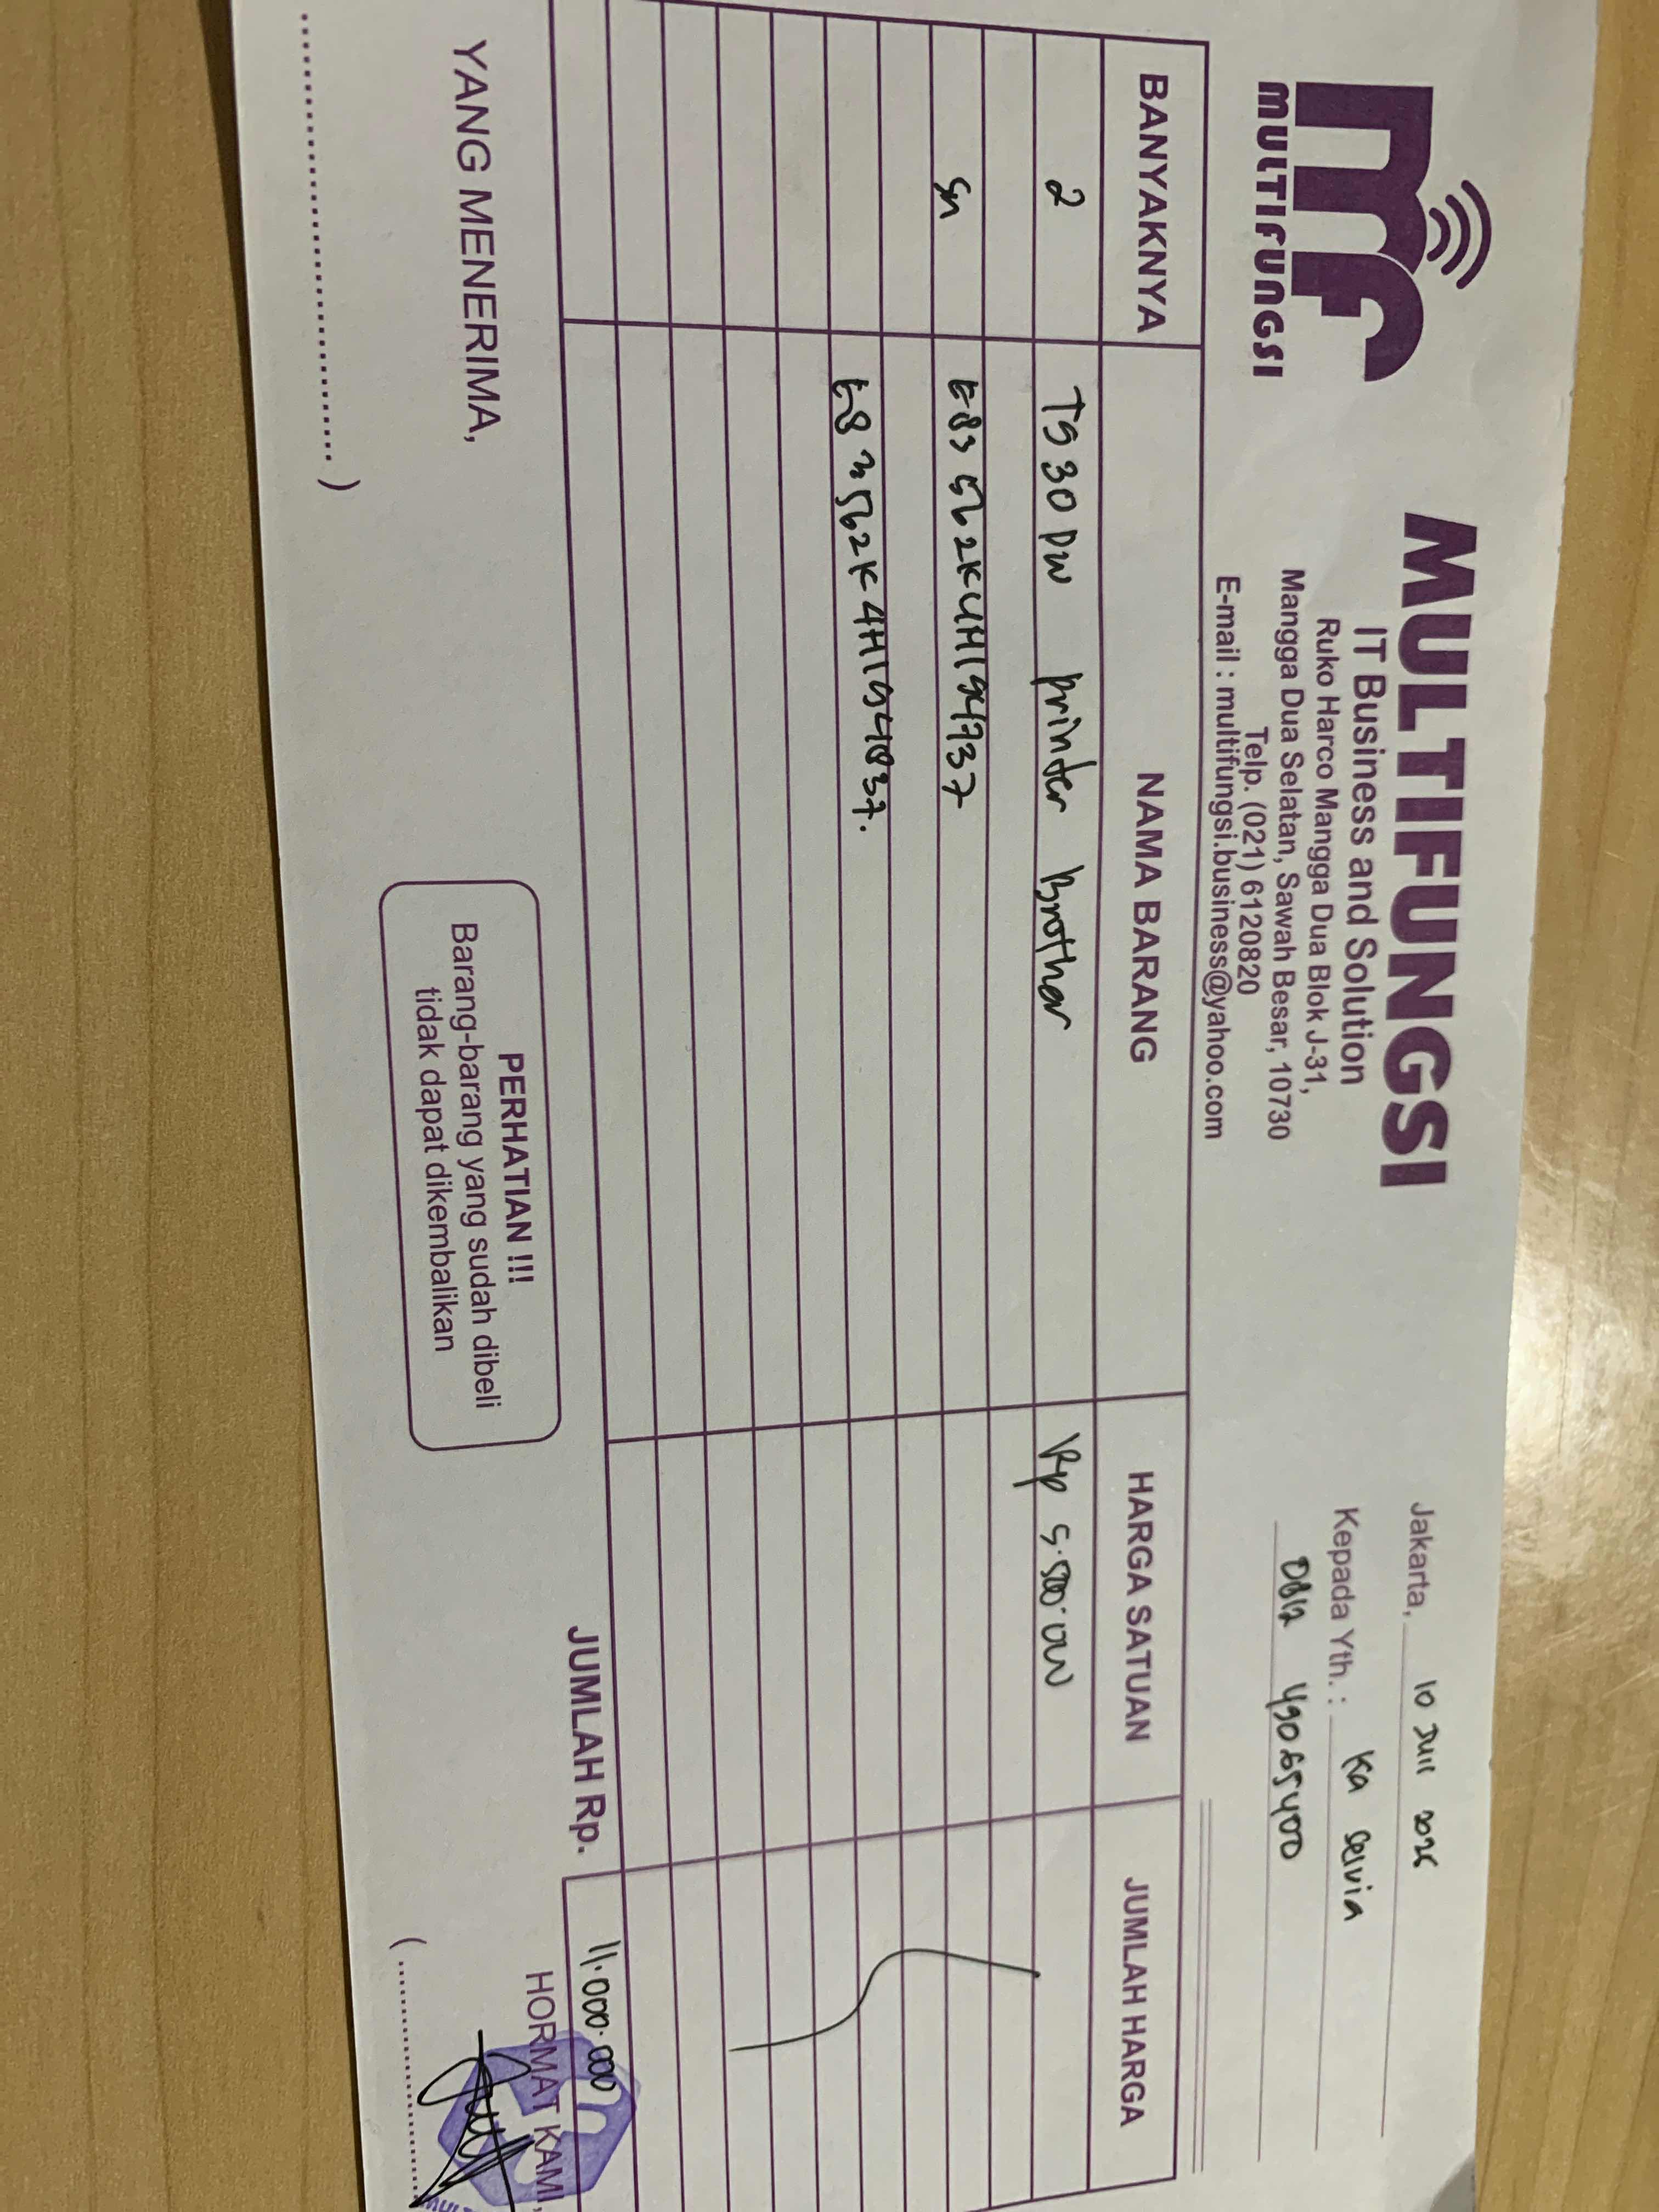 mf
MULTIFUNGSI
MULTIFUNGSI
IT Business and Solution
Ruko Harco Mangga Dua Blok J-31,
Mangga Dua Selatan, Sawah Besar, 10730
Telp. (021) 6120820
E-mail : multifungsi.business@yahoo.com
Jakarta, 10 Juli 2025
Kepada Yth. : Ka Selvia
0812 49065400
BANYAKNYA NAMA BARANG HARGA SATUAN JUMLAH HARGA
2 T530DW Printer Brother Rp 5.500.000
Sn E83562K4H194937
E83562K4H194837.
JUMLAH Rp. 11.000.000
YANG MENERIMA,
PERHATIAN !!!
Barang-barang yang sudah dibeli
tidak dapat dikembalikan
HORMAT KAMI,